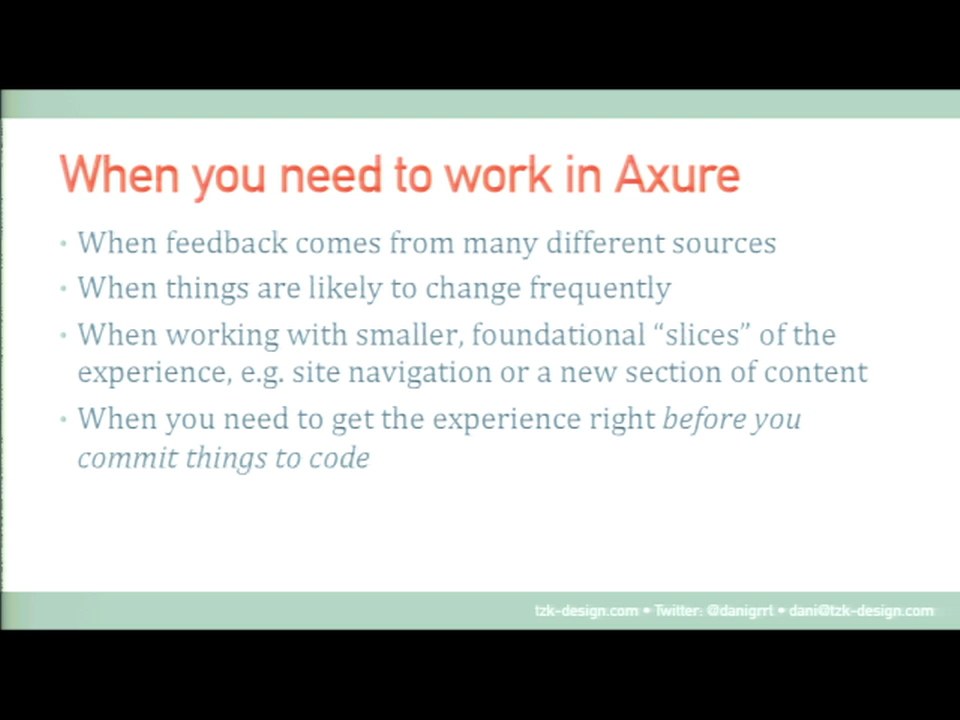 When you need to work in Axure
• When feedback comes from many different sources
• When things are likely to change frequently
• When working with smaller, foundational “slices” of the
experience, e.g. site navigation or a new section of content
• When you need to get the experience right before you
commit things to code
tzk-design.com • Twitter: @danigrrl • dani@tzk-design.com